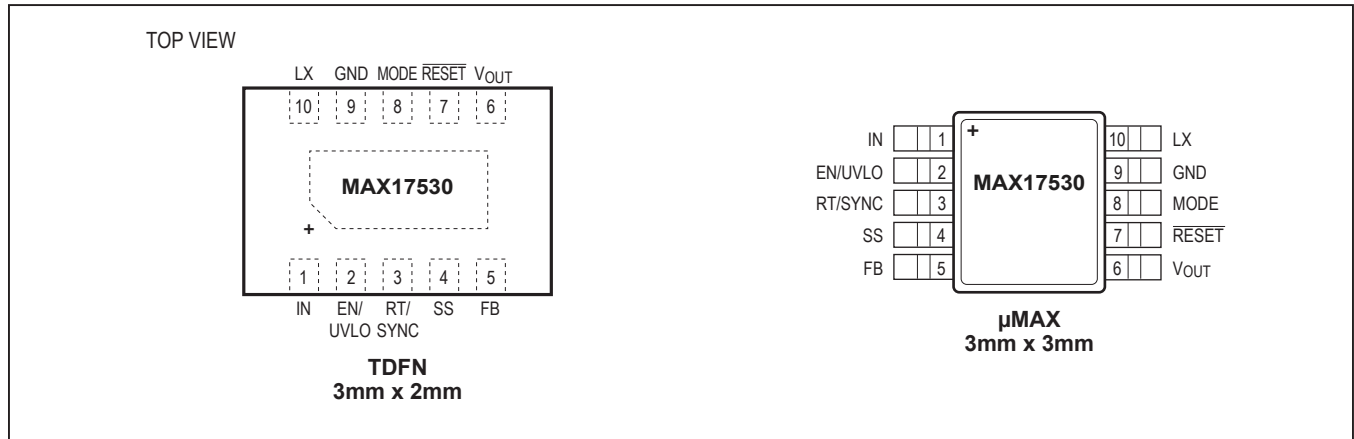 TOP VIEW
LX GND MODE RESET VOUT
10 9 8 7 6
MAX17530
+
1 2 3 4 5
IN EN/ RT/ SS FB
UVLO SYNC
TDFN
3mm x 2mm
+
IN 1 10 LX
EN/UVLO 2 9 GND
MAX17530
RT/SYNC 3 8 MODE
SS 4 7 RESET
FB 5 6 VOUT
µMAX
3mm x 3mm